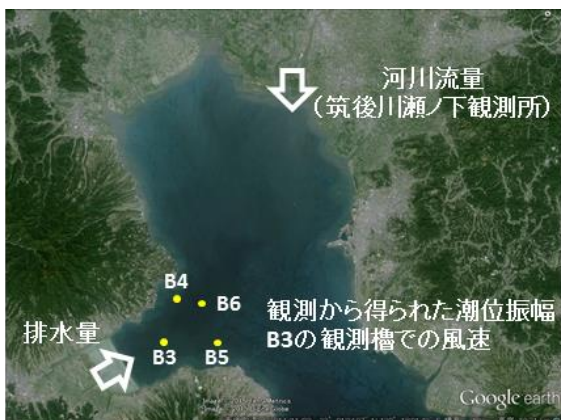 河川流量
(筑後川瀬ノ下観測所)
B4
B6
観測から得られた潮位振幅
B3の観測櫓での風速
排水量
B3
B5
Google earth